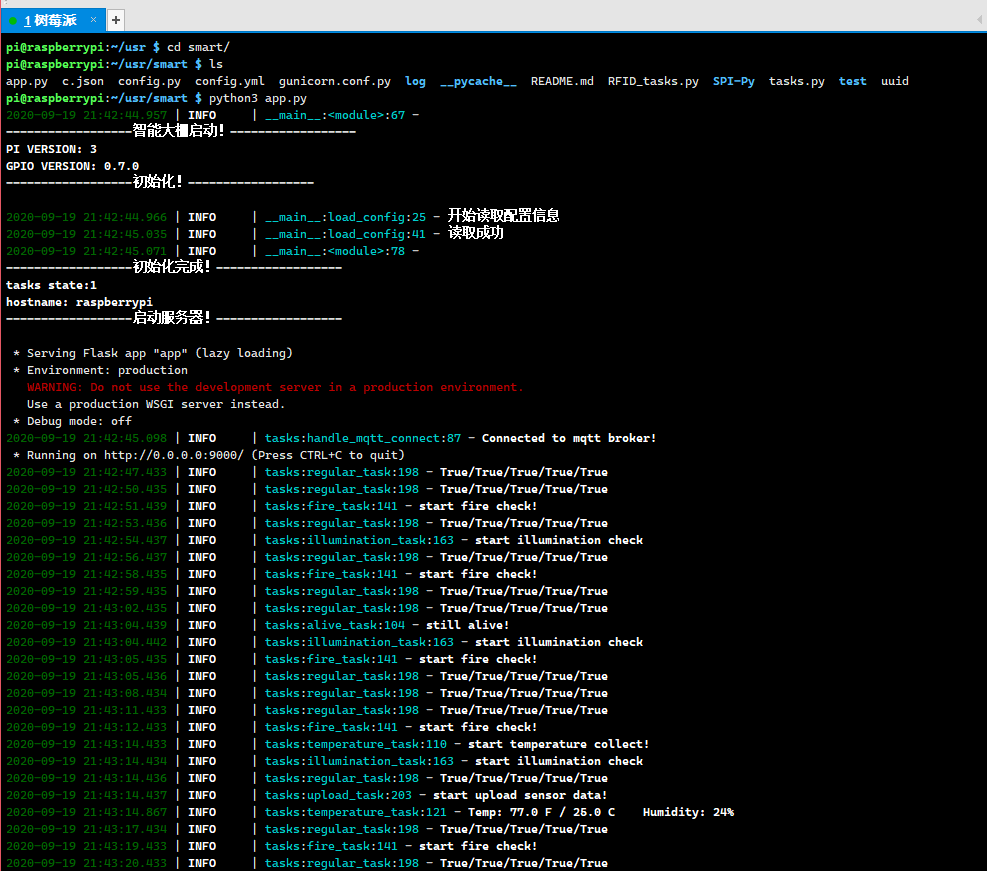 1 树莓派 × +
pi@raspberrypi:~/usr $ cd smart/
pi@raspberrypi:~/usr/smart $ ls
app.py  c.json  config.py  config.yml  gunicorn.conf.py  log  __pycache__  README.md  RFID_tasks.py  SPI-Py  tasks.py  test  uuid
pi@raspberrypi:~/usr/smart $ python3 app.py
2020-09-19 21:42:44.957 | INFO     | __main__:<module>:67 -
------------------智能大棚启动!------------------
PI VERSION: 3
GPIO VERSION: 0.7.0
------------------初始化!------------------
2020-09-19 21:42:44.966 | INFO     | __main__:load_config:25 - 开始读取配置信息
2020-09-19 21:42:45.035 | INFO     | __main__:load_config:41 - 读取成功
2020-09-19 21:42:45.071 | INFO     | __main__:<module>:78 -
------------------初始化完成!------------------
tasks state:1
hostname: raspberrypi
------------------启动服务器!------------------
 * Serving Flask app "app" (lazy loading)
 * Environment: production
   WARNING: Do not use the development server in a production environment.
   Use a production WSGI server instead.
 * Debug mode: off
2020-09-19 21:42:45.098 | INFO     | tasks:handle_mqtt_connect:87 - Connected to mqtt broker!
 * Running on http://0.0.0.0:9000/ (Press CTRL+C to quit)
2020-09-19 21:42:47.433 | INFO     | tasks:regular_task:198 - True/True/True/True/True
2020-09-19 21:42:50.435 | INFO     | tasks:regular_task:198 - True/True/True/True/True
2020-09-19 21:42:51.439 | INFO     | tasks:fire_task:141 - start fire check!
2020-09-19 21:42:53.436 | INFO     | tasks:regular_task:198 - True/True/True/True/True
2020-09-19 21:42:54.437 | INFO     | tasks:illumination_task:163 - start illumination check
2020-09-19 21:42:56.437 | INFO     | tasks:regular_task:198 - True/True/True/True/True
2020-09-19 21:42:58.435 | INFO     | tasks:fire_task:141 - start fire check!
2020-09-19 21:42:59.435 | INFO     | tasks:regular_task:198 - True/True/True/True/True
2020-09-19 21:43:02.435 | INFO     | tasks:regular_task:198 - True/True/True/True/True
2020-09-19 21:43:04.439 | INFO     | tasks:alive_task:104 - still alive!
2020-09-19 21:43:04.442 | INFO     | tasks:illumination_task:163 - start illumination check
2020-09-19 21:43:05.435 | INFO     | tasks:fire_task:141 - start fire check!
2020-09-19 21:43:05.436 | INFO     | tasks:regular_task:198 - True/True/True/True/True
2020-09-19 21:43:08.434 | INFO     | tasks:regular_task:198 - True/True/True/True/True
2020-09-19 21:43:11.433 | INFO     | tasks:regular_task:198 - True/True/True/True/True
2020-09-19 21:43:12.433 | INFO     | tasks:fire_task:141 - start fire check!
2020-09-19 21:43:14.433 | INFO     | tasks:temperature_task:110 - start temperature collect!
2020-09-19 21:43:14.434 | INFO     | tasks:illumination_task:163 - start illumination check
2020-09-19 21:43:14.436 | INFO     | tasks:regular_task:198 - True/True/True/True/True
2020-09-19 21:43:14.437 | INFO     | tasks:upload_task:203 - start upload sensor data!
2020-09-19 21:43:14.867 | INFO     | tasks:temperature_task:121 - Temp: 77.0 F / 25.0 C    Humidity: 24%
2020-09-19 21:43:17.434 | INFO     | tasks:regular_task:198 - True/True/True/True/True
2020-09-19 21:43:19.433 | INFO     | tasks:fire_task:141 - start fire check!
2020-09-19 21:43:20.433 | INFO     | tasks:regular_task:198 - True/True/True/True/True